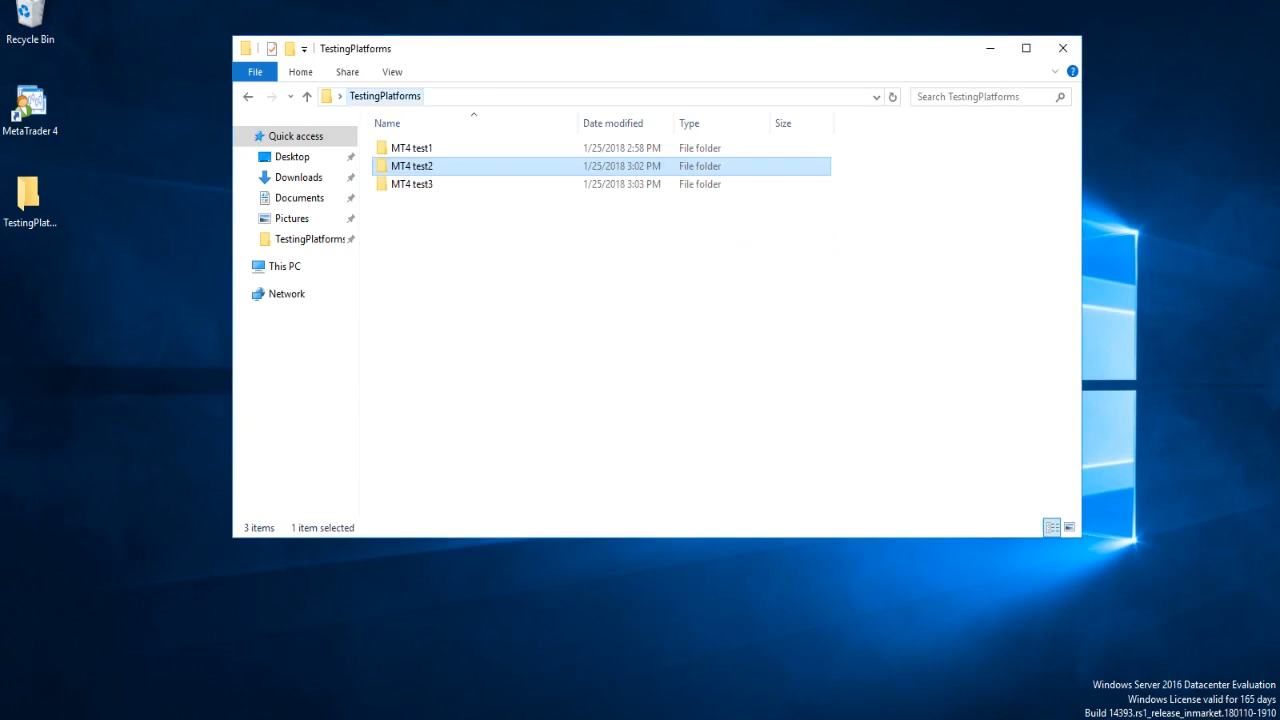 Recycle Bin
MetaTrader 4
TestingPlat...
TestingPlatforms
File Home Share View
TestingPlatforms
Search TestingPlatforms
Name Date modified Type Size
Quick access
Desktop
Downloads
Documents
Pictures
TestingPlatforms
This PC
Network
MT4 test1 1/25/2018 2:58 PM File folder
MT4 test2 1/25/2018 3:02 PM File folder
MT4 test3 1/25/2018 3:03 PM File folder
3 items 1 item selected
Windows Server 2016 Datacenter Evaluation
Windows License valid for 165 days
Build 14393.rs1_release_inmarket.180110-1910